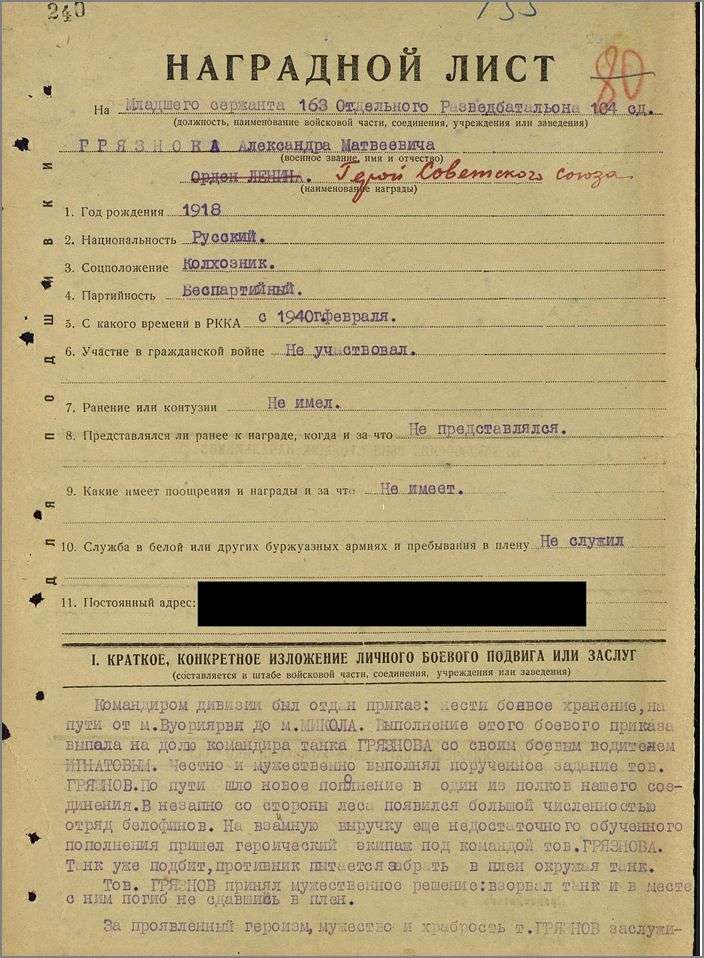 240
НАГРАДНОЙ ЛИСТ
80
На Младшего сержанта 163 Отдельного Разведбатальона 104 сд.
(должность, наименование войсковой части, соединения, учреждения или заведения)
ГРЯЗНОКА Александра Матвеевича
(военное звание, имя и отчество)
Орден ЛЕНИНА. Герой Советского союза
(наименование награды)
1. Год рождения 1918
2. Национальность Русский.
3. Соцположение Колхозник.
4. Партийность Беспартийный.
5. С какого времени в РККА с 1940г.февраля.
6. Участие в гражданской войне Не участвовал.
7. Ранение или контузии Не имел.
8. Представлялся ли ранее к награде, когда и за что Не представлялся.
9. Какие имеет поощрения и награды и за что Не имеет.
10. Служба в белой или других буржуазных армиях и пребывания в плену Не служил
11. Постоянный адрес:
ДЛЯ ПОДШИВКИ
I. КРАТКОЕ, КОНКРЕТНОЕ ИЗЛОЖЕНИЕ ЛИЧНОГО БОЕВОГО ПОДВИГА ИЛИ ЗАСЛУГ
(составляется в штабе войсковой части, соединения, учреждения или заведения)
Командиром дивизии был отдан приказ: нести боевое хранение,на
пути от м.Вуориярви до м.МИКОЛА. Выполнение этого боевого приказа
выпала на долю командира танка ГРЯЗНОВА со своим боевым водителем
ИГНАТОВЫМ. Честно и мужественно выполнял порученное задание тов.
ГРЯЗНОВ.По пути шло новое пополнение в один из полков нашего сое-
динения.В незапно со стороны леса появился большой численностью
отряд белофинов. На взаимную выручку еще недостаточного обученного
пополнения пришел героический экипаж под командой тов.ГРЯЗНОВА.
Танк уже подбит,противник пытается забрать в плен окружая танк.
Тов. ГРЯЗНОВ принял мужественное решение:взорвал танк и в месте
с ним погиб не сдавшись в плен.
За проявленный героизм,мужество и храбрость т.ГРЯЗНОВ заслужи-